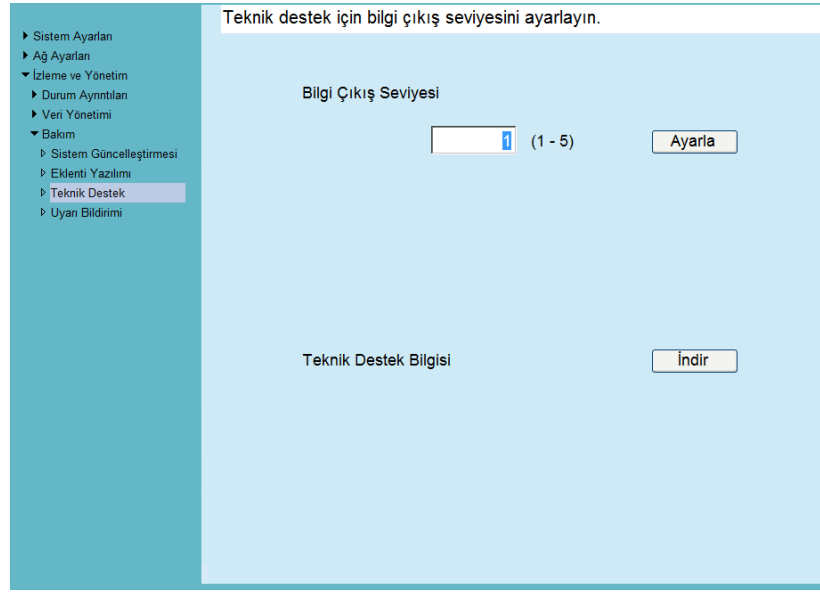 Teknik destek için bilgi çıkış seviyesini ayarlayın.
Sistem Ayarları
Ağ Ayarları
İzleme ve Yönetim
Durum Ayrıntıları
Veri Yönetimi
Bakım
Sistem Güncelleştirmesi
Eklenti Yazılımı
Teknik Destek
Uyarı Bildirimi
Bilgi Çıkış Seviyesi
1 (1 - 5) Ayarla
Teknik Destek Bilgisi İndir